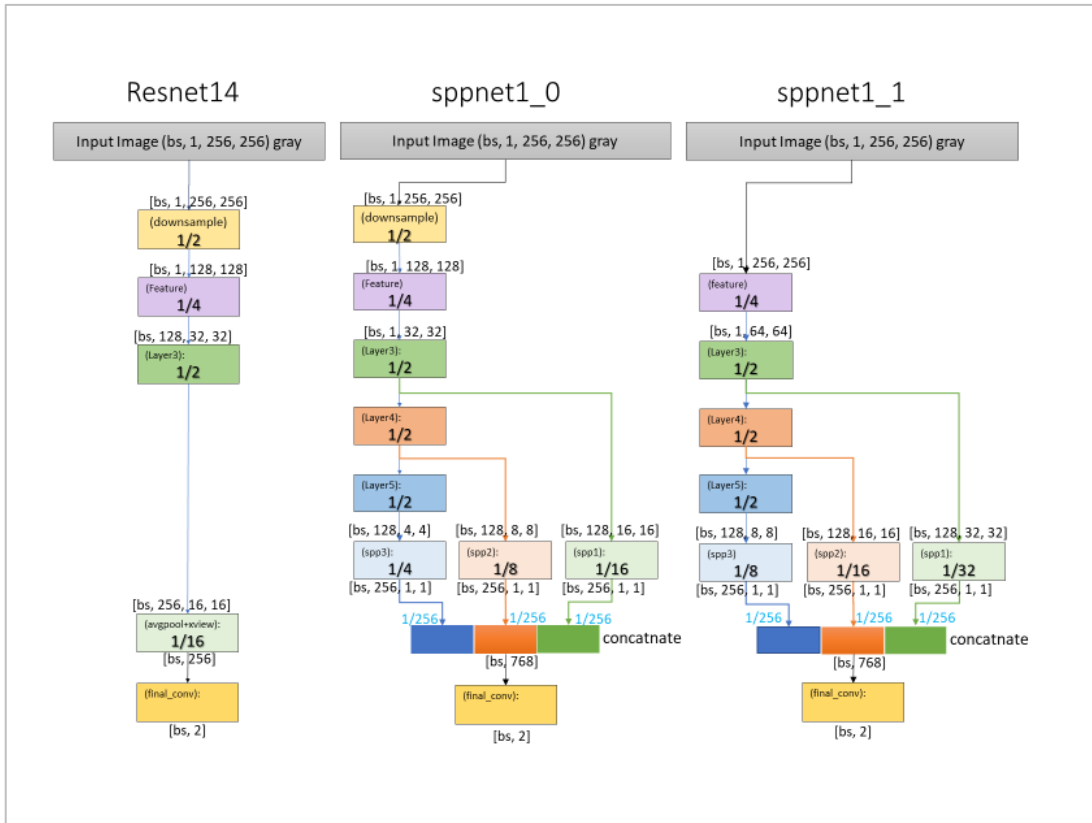 Resnet14
Input Image (bs, 1, 256, 256) gray
[bs, 1, 256, 256]
(downsample)
1/2
[bs, 1, 128, 128]
(Feature)
1/4
[bs, 128, 32, 32]
(Layer3):
1/2
[bs, 256, 16, 16]
(avgpool+xview):
1/16
[bs, 256]
(final_conv):
[bs, 2]
sppnet1_0
Input Image (bs, 1, 256, 256) gray
[bs, 1, 256, 256]
(downsample)
1/2
[bs, 1, 128, 128]
(Feature)
1/4
[bs, 1, 32, 32]
(Layer3):
1/2
(Layer4):
1/2
(Layer5):
1/2
[bs, 128, 4, 4] [bs, 128, 8, 8] [bs, 128, 16, 16]
(spp3): (spp2): (spp1):
1/4 1/8 1/16
[bs, 256, 1, 1] [bs, 256, 1, 1] [bs, 256, 1, 1]
1/256 1/256 1/256
concatnate
[bs, 768]
(final_conv):
[bs, 2]
sppnet1_1
Input Image (bs, 1, 256, 256) gray
[bs, 1, 256, 256]
(feature)
1/4
[bs, 1, 64, 64]
(Layer3):
1/2
(Layer4):
1/2
(Layer5):
1/2
[bs, 128, 8, 8] [bs, 128, 16, 16] [bs, 128, 32, 32]
(spp3) (spp2): (spp1):
1/8 1/16 1/32
[bs, 256, 1, 1] [bs, 256, 1, 1] [bs, 256, 1, 1]
1/256 1/256 1/256
concatnate
[bs, 768]
(final_conv):
[bs, 2]